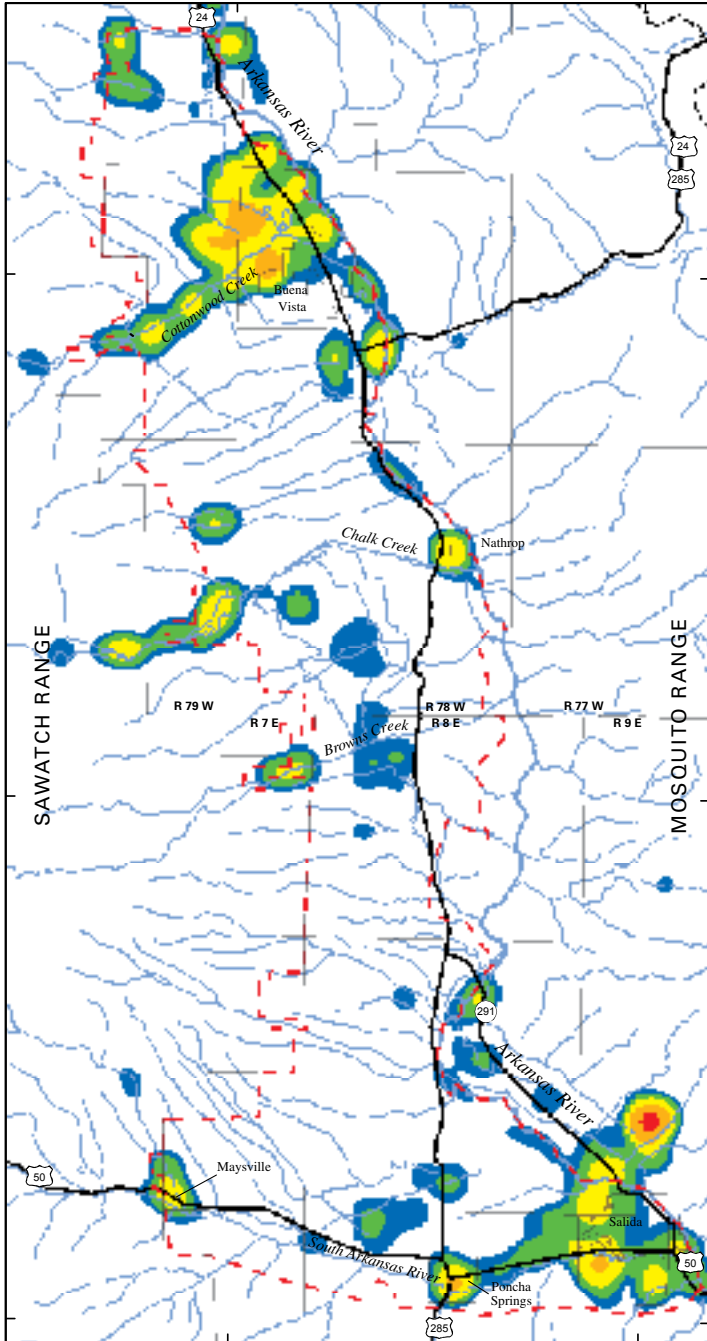 24
Arkansas River
24
285
Cottonwood Creek
Buena
Vista
Chalk Creek
Nathrop
SAWATCH RANGE
MOSQUITO RANGE
R 79 W
R 7 E
R 78 W
R 8 E
R 77 W
R 9 E
Browns Creek
291
Arkansas River
50
Maysville
Salida
South Arkansas River
50
Poncha
Springs
285